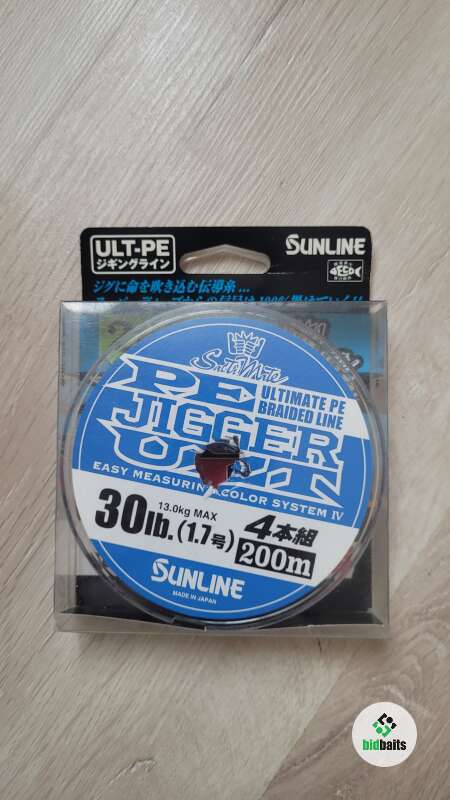 ULT-PE
ジギングライン
SUNLINE
ジグに命を吹き込む伝導糸...
SaltiMate
PE
JIGGER
ULT
ULTIMATE PE
BRAIDED LINE
EASY MEASURING COLOR SYSTEM IV
13.0kg MAX
30lb.(1.7号)
4本組
200m
SUNLINE
MADE IN JAPAN
bidbaits